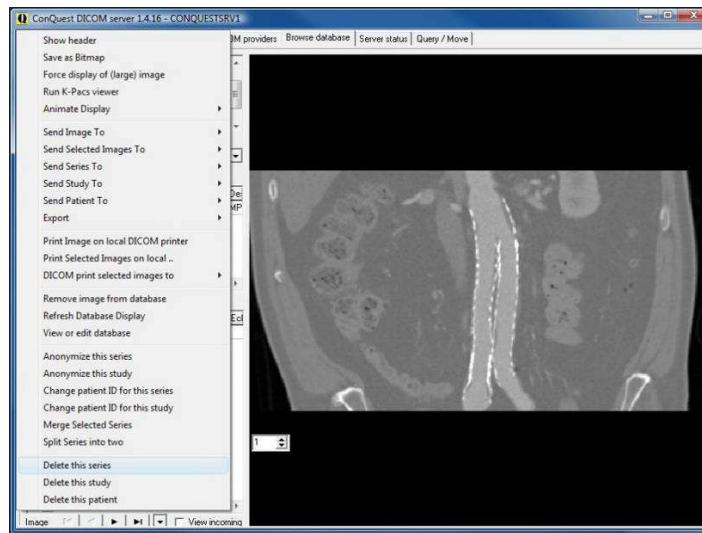 ConQuest DICOM server 1.4.16 - CONQUESTSRV1
providers Browse database Server status Query / Move
Show header
Save as Bitmap
Force display of (large) image
Run K-Pacs viewer
Animate Display
Send Image To
Send Selected Images To
Send Series To
Send Study To
Send Patient To
Export
Print Image on local DICOM printer
Print Selected Images on local ..
DICOM print selected images to
Remove image from database
Refresh Database Display
View or edit database
Anonymize this series
Anonymize this study
Change patient ID for this series
Change patient ID for this study
Merge Selected Series
Split Series into two
1
Delete this series
Delete this study
Delete this patient
Image View incoming